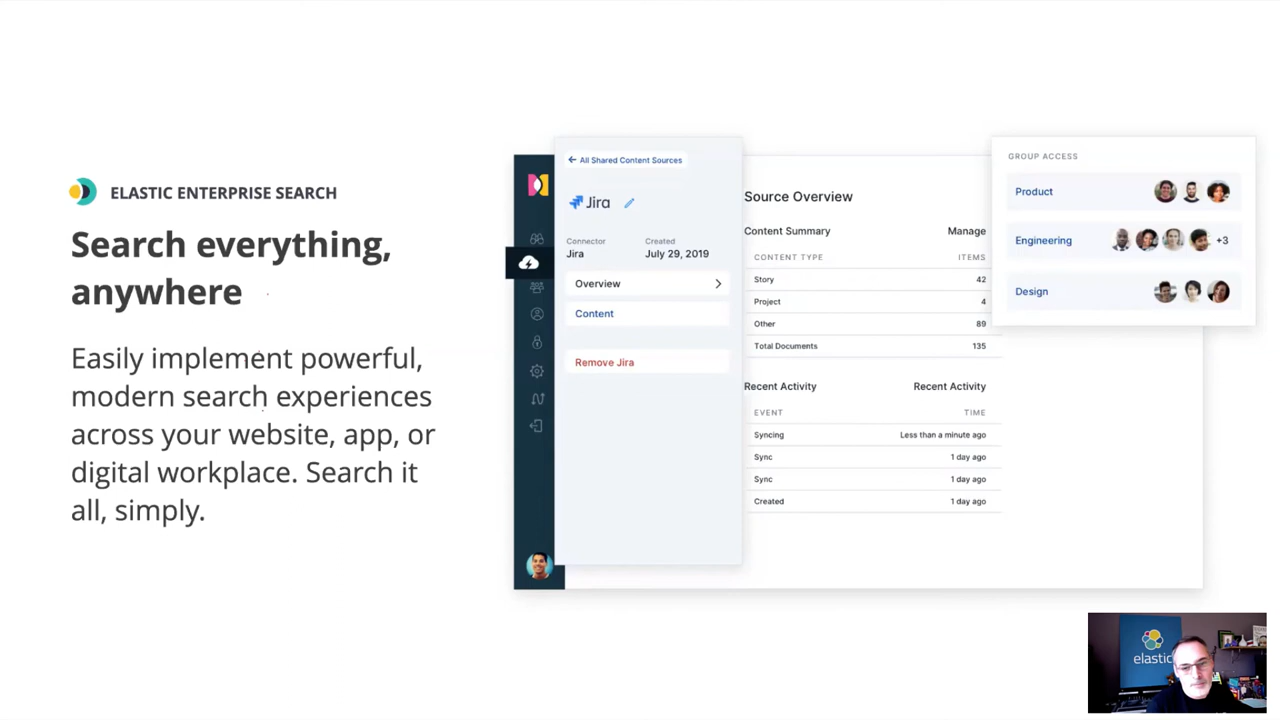 ELASTIC ENTERPRISE SEARCH
Search everything,
anywhere
Easily implement powerful,
modern search experiences
across your website, app, or
digital workplace. Search it
all, simply.
← All Shared Content Sources
Jira
Connector
Jira
Created
July 29, 2019
Overview
Content
Remove Jira
Source Overview
Content Summary Manage
CONTENT TYPE ITEMS
Story 42
Project 4
Other 89
Total Documents 135
Recent Activity Recent Activity
EVENT TIME
Syncing Less than a minute ago
Sync 1 day ago
Sync 1 day ago
Created 1 day ago
GROUP ACCESS
Product
Engineering +3
Design
elastic